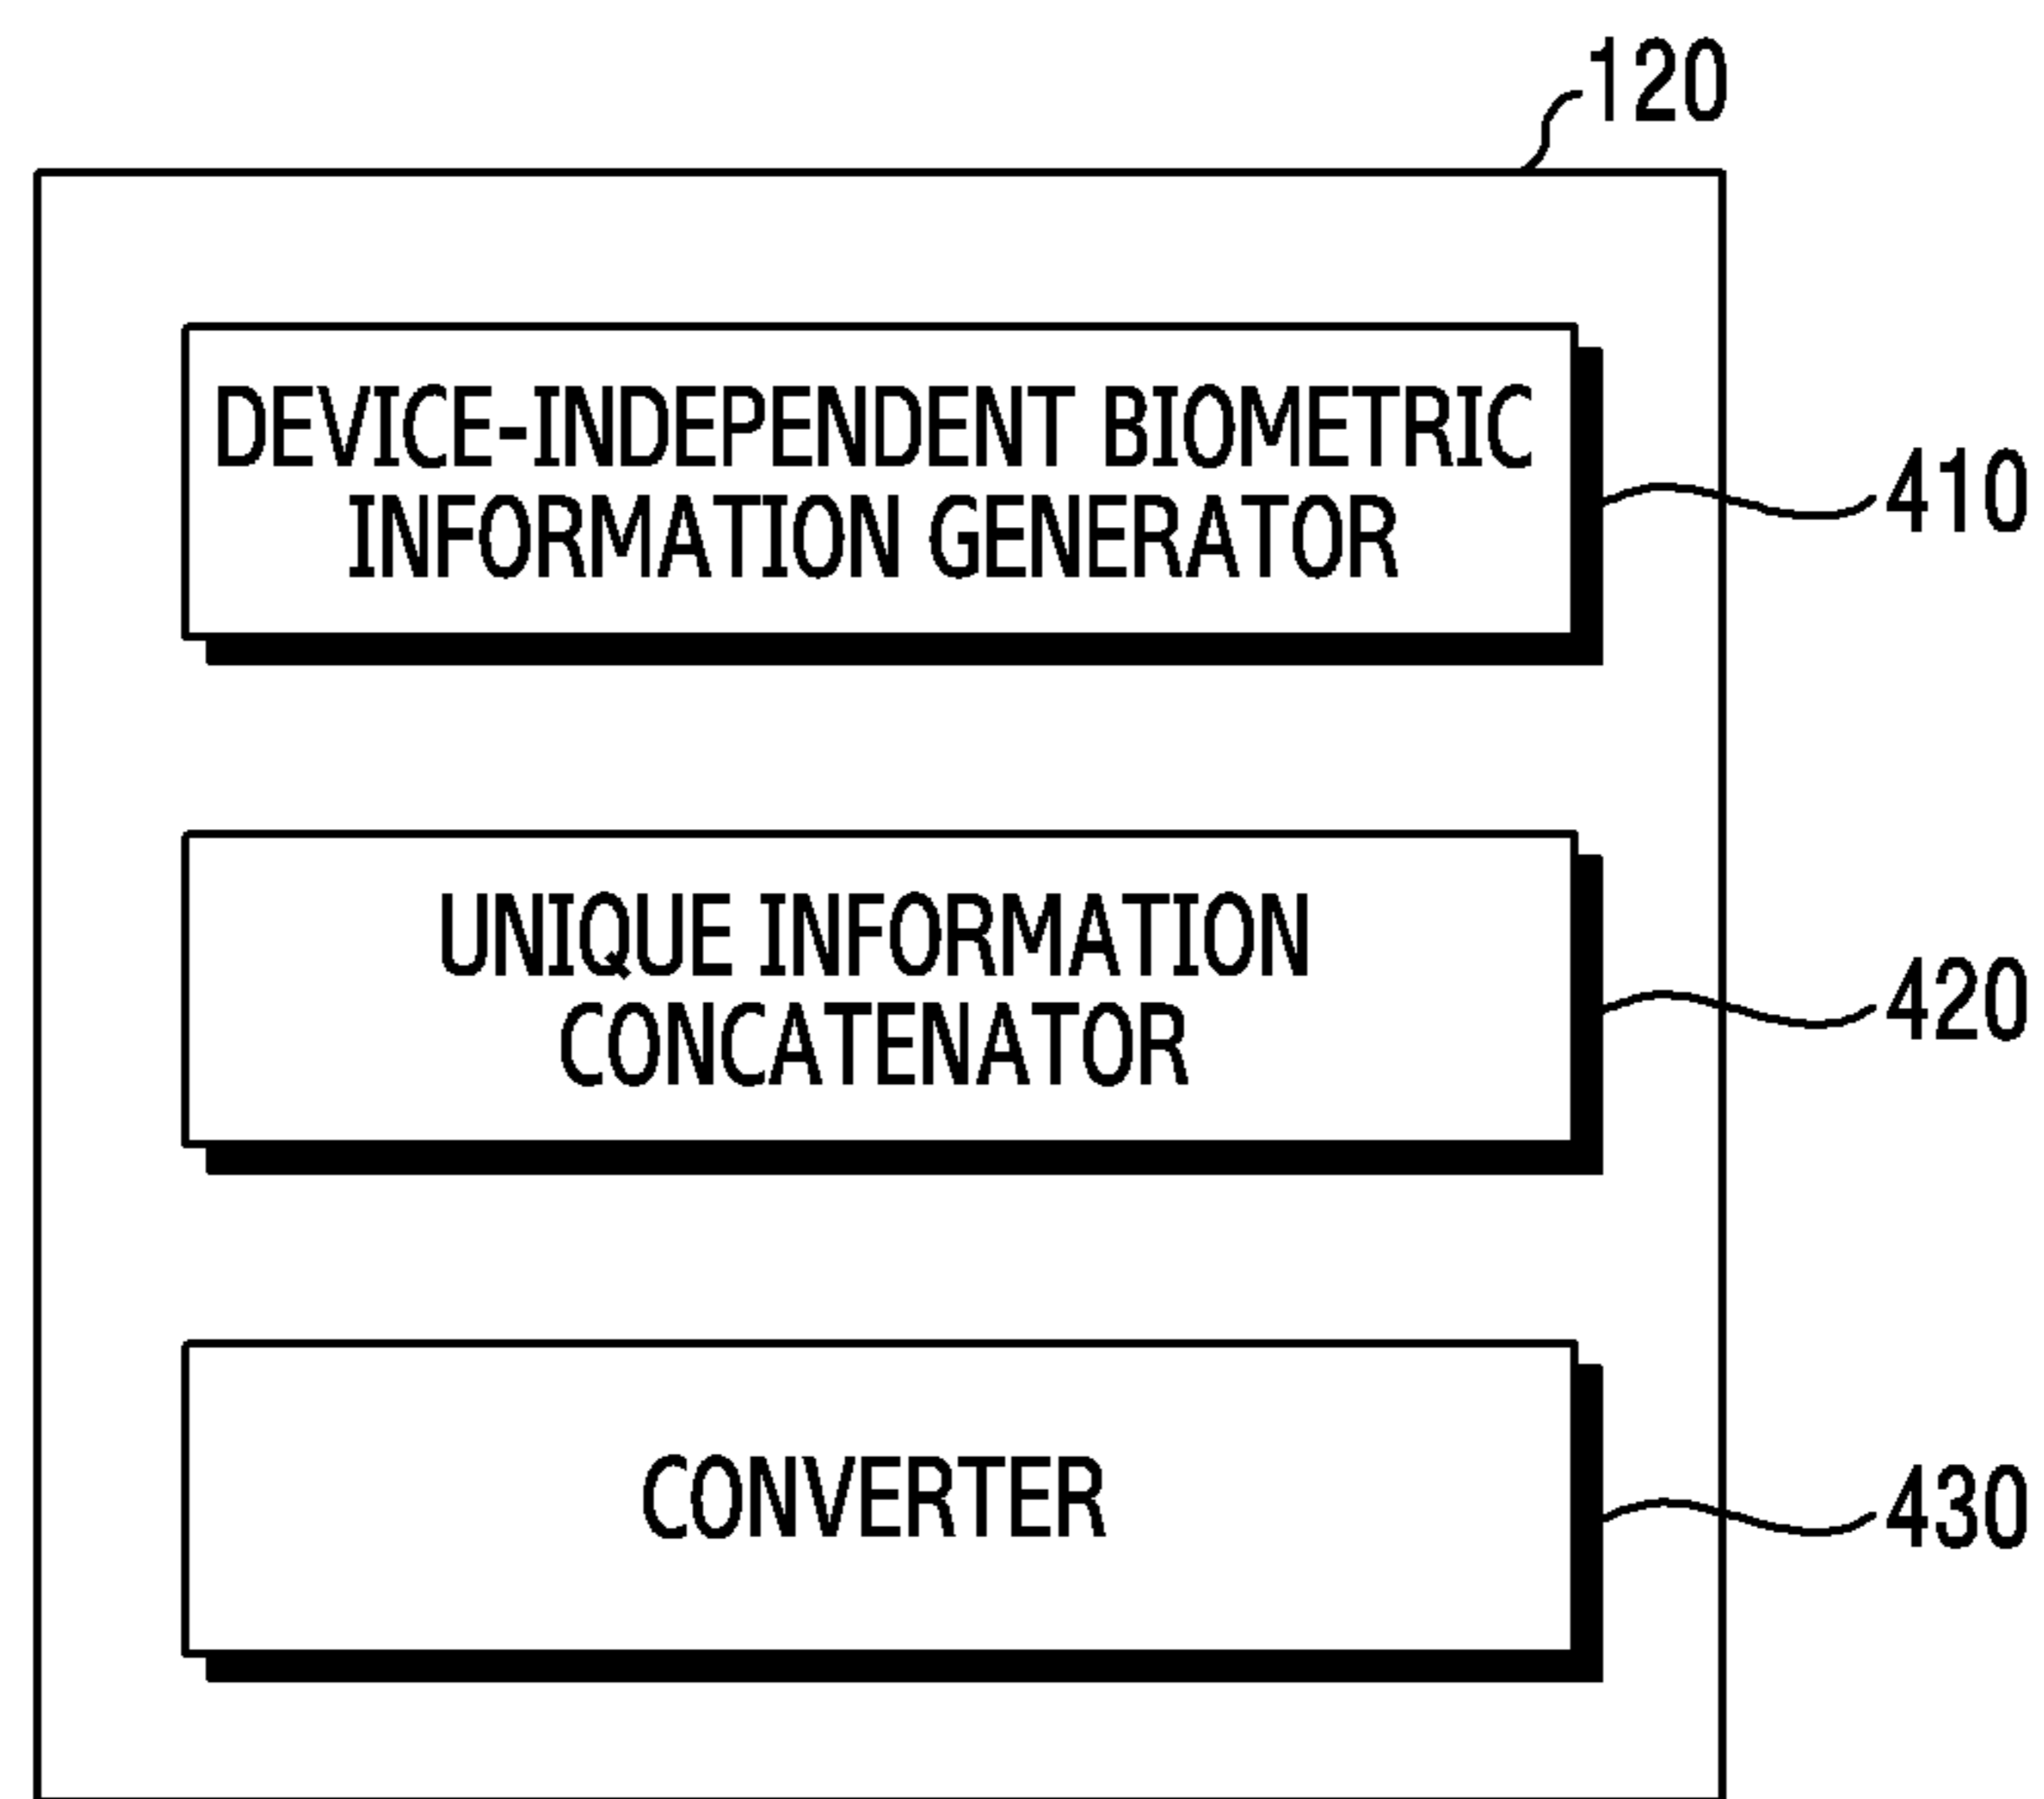 120
DEVICE-INDEPENDENT BIOMETRIC
INFORMATION GENERATOR
410
UNIQUE INFORMATION
CONCATENATOR
420
CONVERTER
430